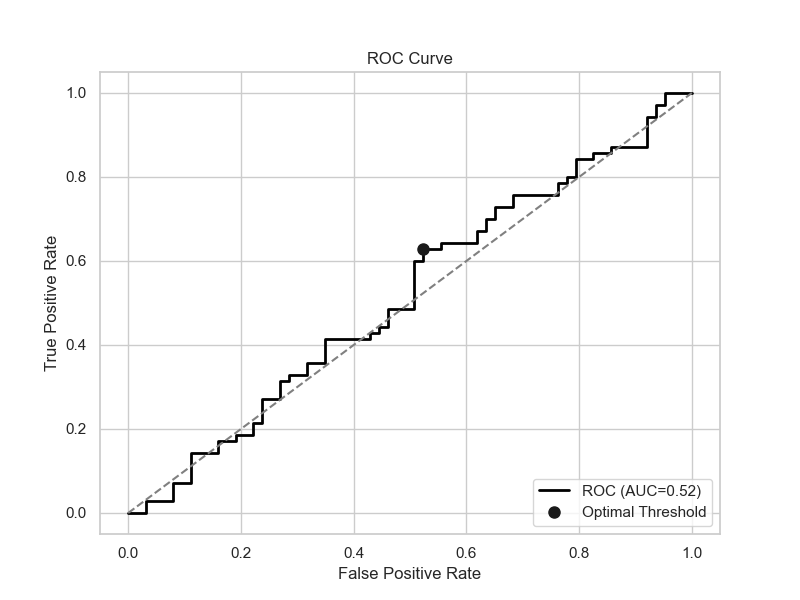 ROC Curve
1.0
0.8
0.6
0.4
0.2
0.0
True Positive Rate
0.0 0.2 0.4 0.6 0.8 1.0
False Positive Rate
ROC (AUC=0.52)
Optimal Threshold